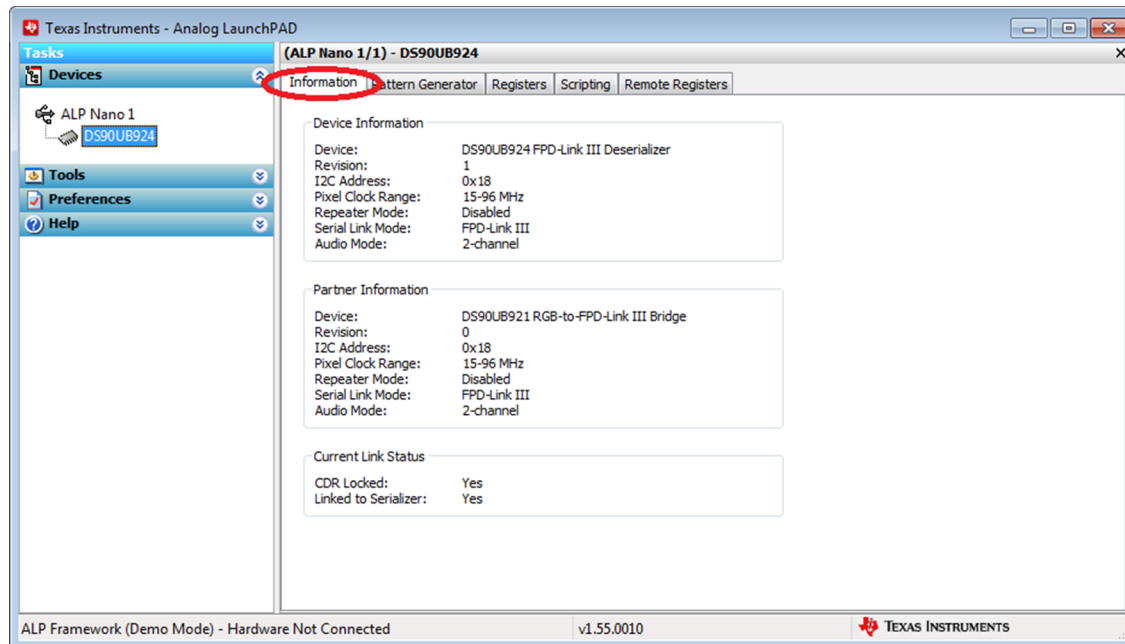 Texas Instruments - Analog LaunchPAD
Tasks
Devices
ALP Nano 1
DS90UB924
Tools
Preferences
Help
(ALP Nano 1/1) - DS90UB924
Information Pattern Generator Registers Scripting Remote Registers
Device Information
Device: DS90UB924 FPD-Link III Deserializer
Revision: 1
I2C Address: 0x18
Pixel Clock Range: 15-96 MHz
Repeater Mode: Disabled
Serial Link Mode: FPD-Link III
Audio Mode: 2-channel
Partner Information
Device: DS90UB921 RGB-to-FPD-Link III Bridge
Revision: 0
I2C Address: 0x18
Pixel Clock Range: 15-96 MHz
Repeater Mode: Disabled
Serial Link Mode: FPD-Link III
Audio Mode: 2-channel
Current Link Status
CDR Locked: Yes
Linked to Serializer: Yes
ALP Framework (Demo Mode) - Hardware Not Connected v1.55.0010 TEXAS INSTRUMENTS